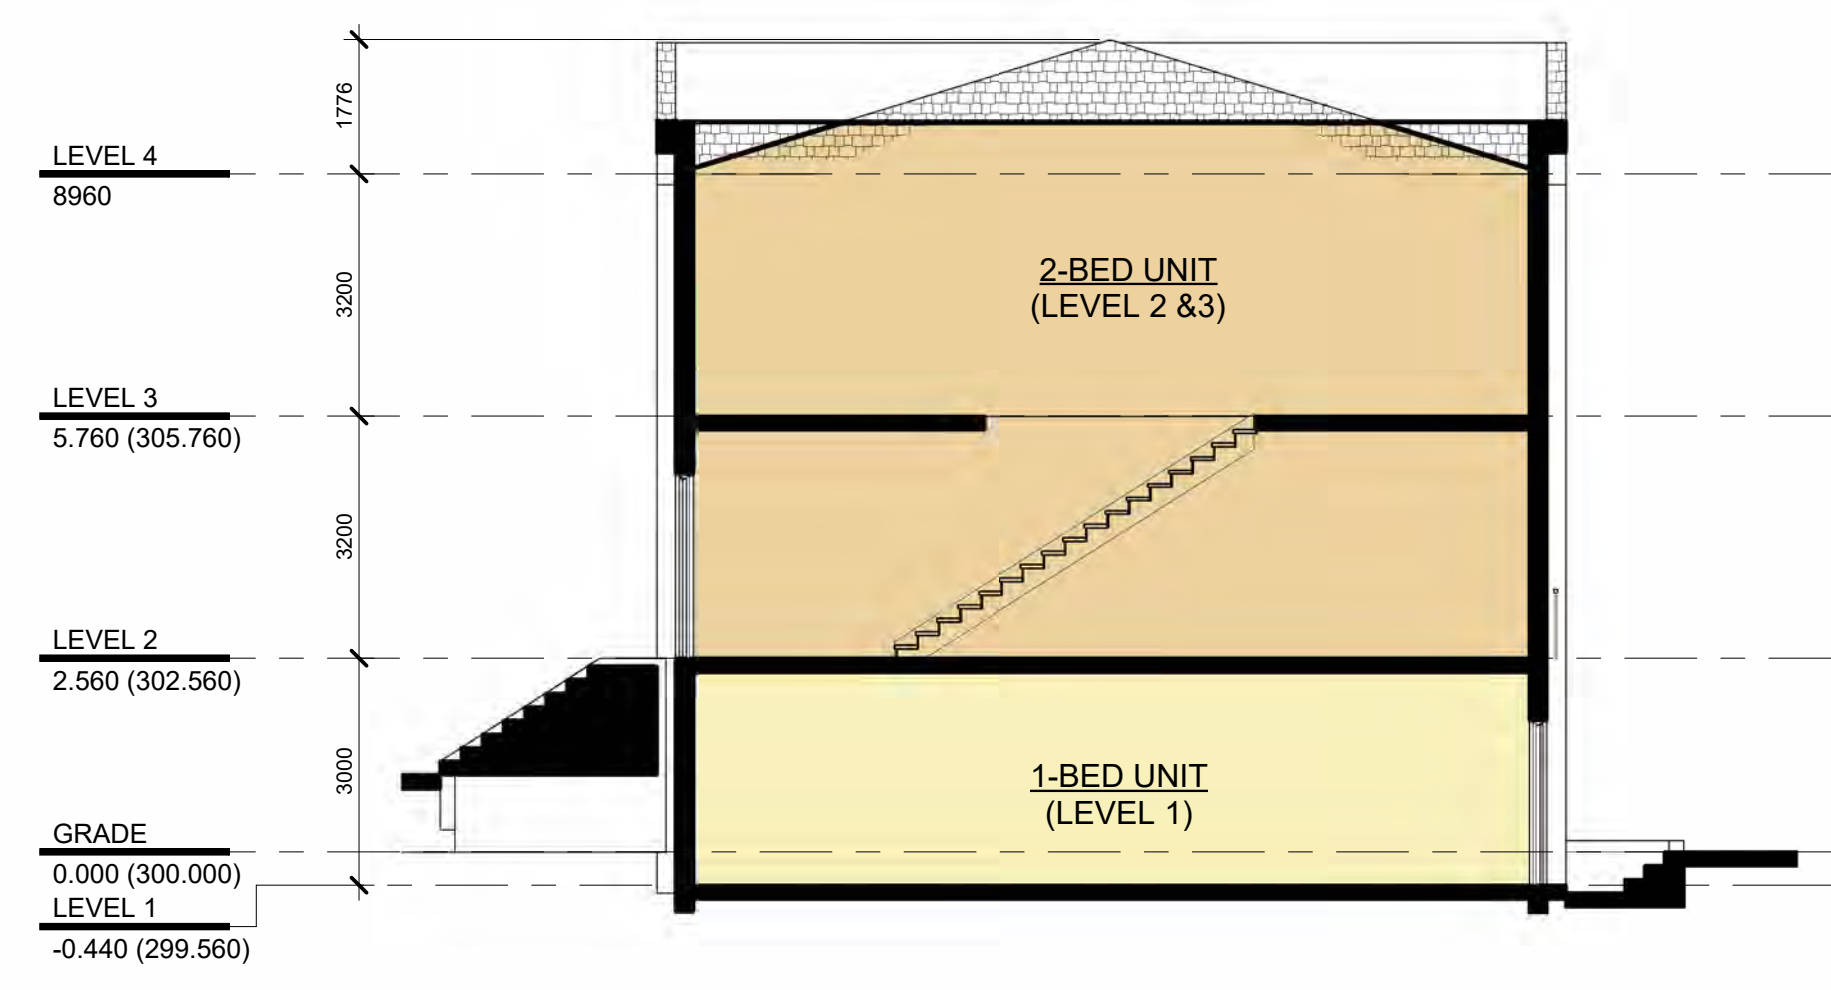 1776
LEVEL 4
8960
3200
2-BED UNIT
(LEVEL 2 &3)
LEVEL 3
5.760 (305.760)
3200
LEVEL 2
2.560 (302.560)
3000
1-BED UNIT
(LEVEL 1)
GRADE
0.000 (300.000)
LEVEL 1
-0.440 (299.560)